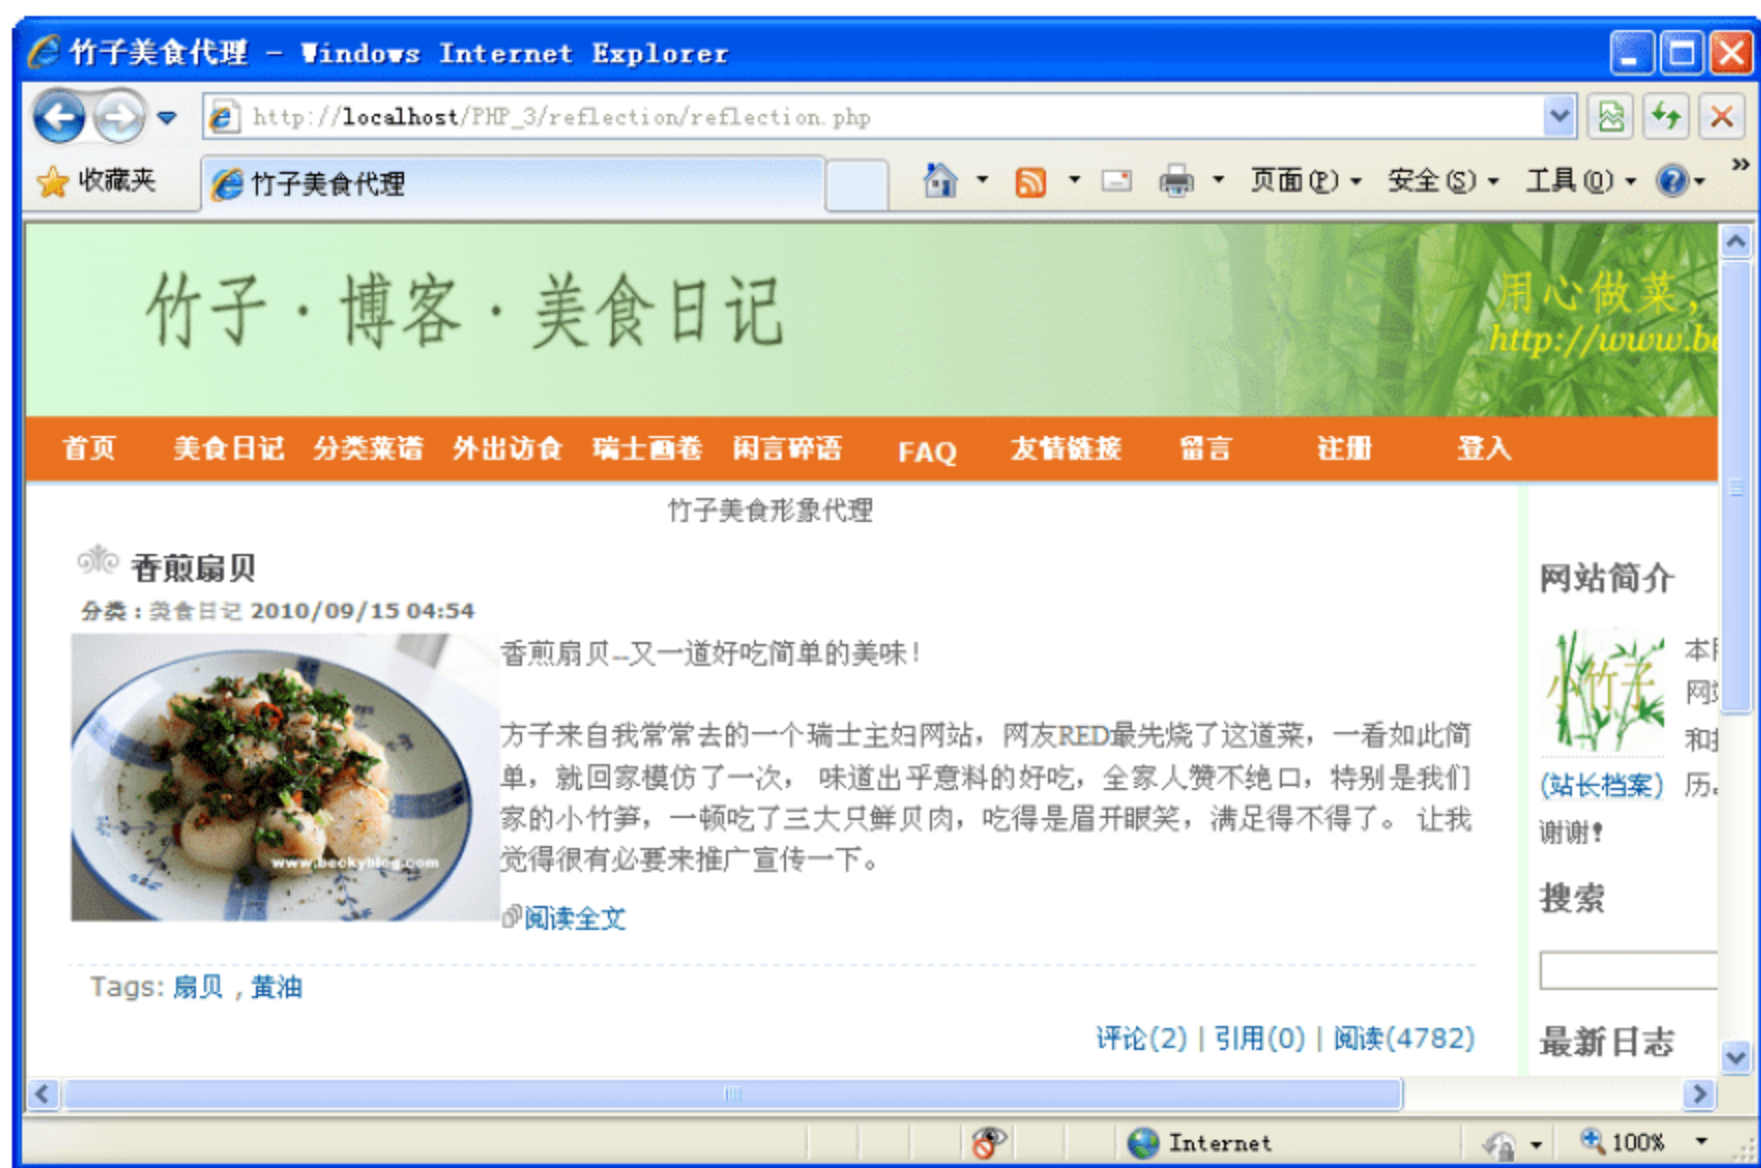 竹子美食代理 - Windows Internet Explorer
http://localhost/PHP_3/reflection/reflection.php
收藏夹 竹子美食代理 页面(P) 安全(S) 工具(O) »
竹子·博客·美食日记
用心做菜，
http://www.be
首页 美食日记 分类菜谱 外出访食 瑞士画卷 闲言碎语 FAQ 友情链接 留言 注册 登入
竹子美食形象代理
香煎扇贝
分类：美食日记 2010/09/15 04:54
香煎扇贝--又一道好吃简单的美味！
方子来自我常常去的一个瑞士主妇网站，网友RED最先烧了这道菜，一看如此简
单，就回家模仿了一次， 味道出乎意料的好吃，全家人赞不绝口，特别是我们
家的小竹笋，一顿吃了三大只鲜贝肉，吃得是眉开眼笑，满足得不得了。 让我
觉得很有必要来推广宣传一下。
www.beckyblog.com
阅读全文
Tags: 扇贝 , 黄油
评论(2) | 引用(0) | 阅读(4782)
网站简介
小竹子
本
网
和
(站长档案) 历。
谢谢！
搜索
最新日志
Internet 100%